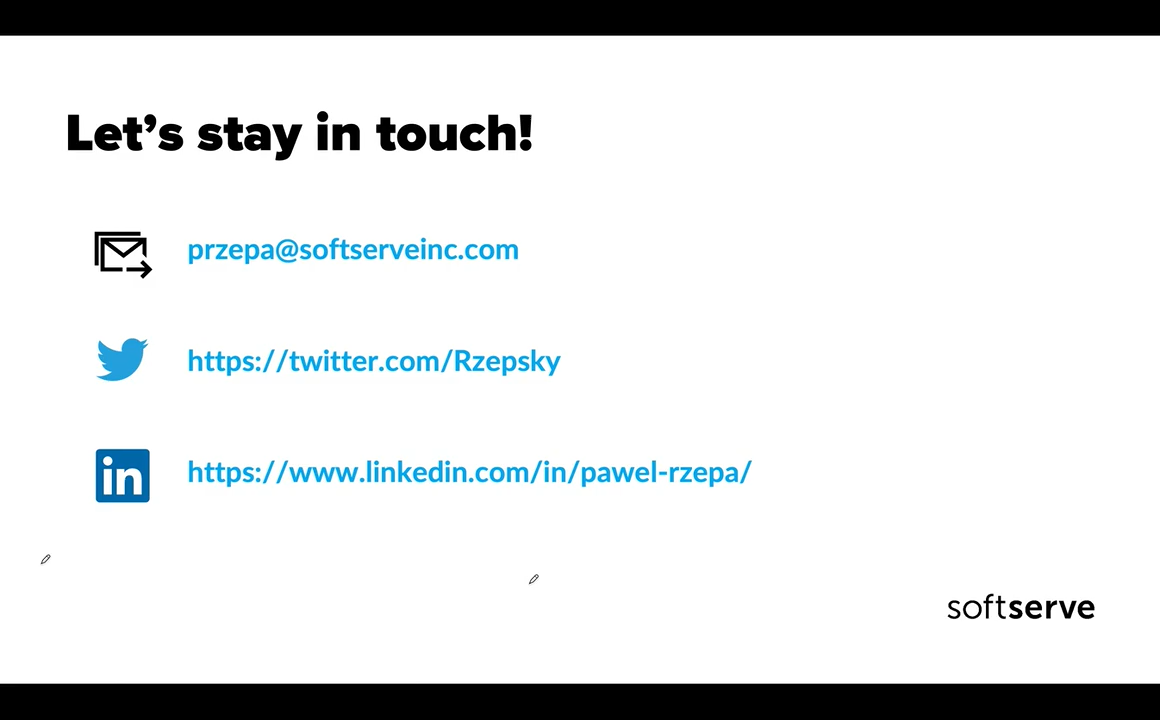 Let's stay in touch!
przepa@softserveinc.com
https://twitter.com/Rzepsky
in
https://www.linkedin.com/in/pawel-rzepa/
softserve